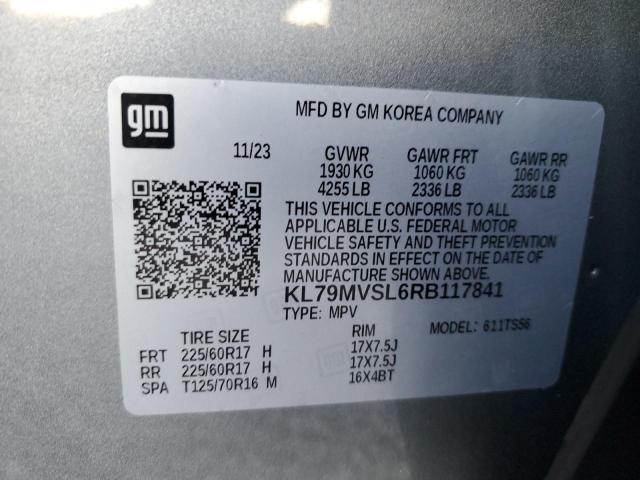 gm
MFD BY GM KOREA COMPANY
11/23 GVWR GAWR FRT GAWR RR
1930 KG 1060 KG 1060 KG
4255 LB 2336 LB 2336 LB
THIS VEHICLE CONFORMS TO ALL
APPLICABLE U.S. FEDERAL MOTOR
VEHICLE SAFETY AND THEFT PREVENTION
STANDARDS IN EFFECT ON THE DATE OF
MANUFACTURE SHOWN ABOVE.
KL79MVSL6RB117841
TYPE: MPV MODEL: 611TS56
TIRE SIZE RIM
FRT 225/60R17 H 17X7.5J
RR 225/60R17 H 17X7.5J
SPA T125/70R16 M 16X4BT